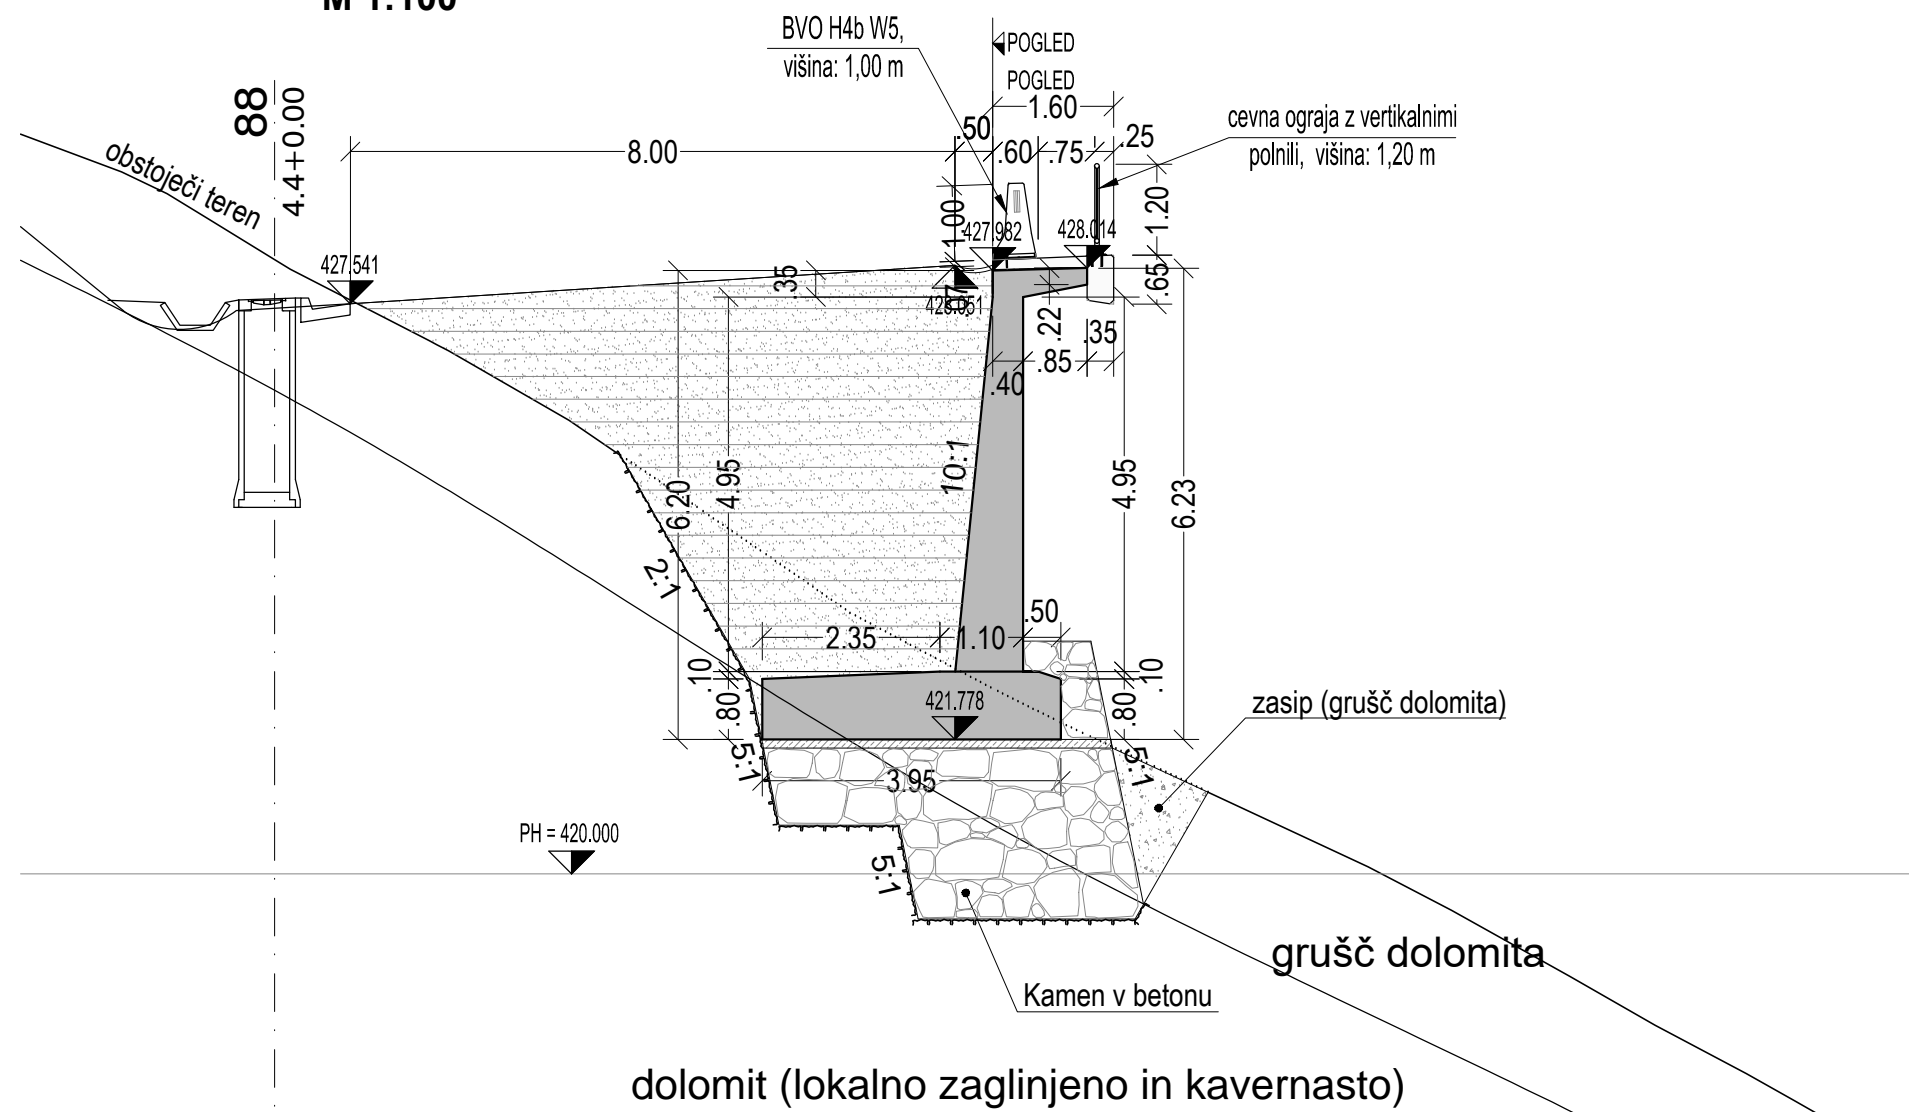 M 1:100
BVO H4b W5,
višina: 1,00 m
POGLED
POGLED
1.60
88
4.4+0.00
obstoječi teren
8.00
.50
.60
.75
.25
cevna ograja z vertikalnimi
polnili, višina: 1,20 m
1.20
1.00
427.982
428.014
427.541
.35
428.051
.65
.22
.35
.85
.40
10:1
6.20
4.95
4.95
6.23
2:1
2.35
1.10
.50
.10
.80
421.778
.10
.80
zasip (grušč dolomita)
5:1
5:1
3.95
PH = 420.000
5:1
grušč dolomita
Kamen v betonu
dolomit (lokalno zaglinjeno in kavernasto)